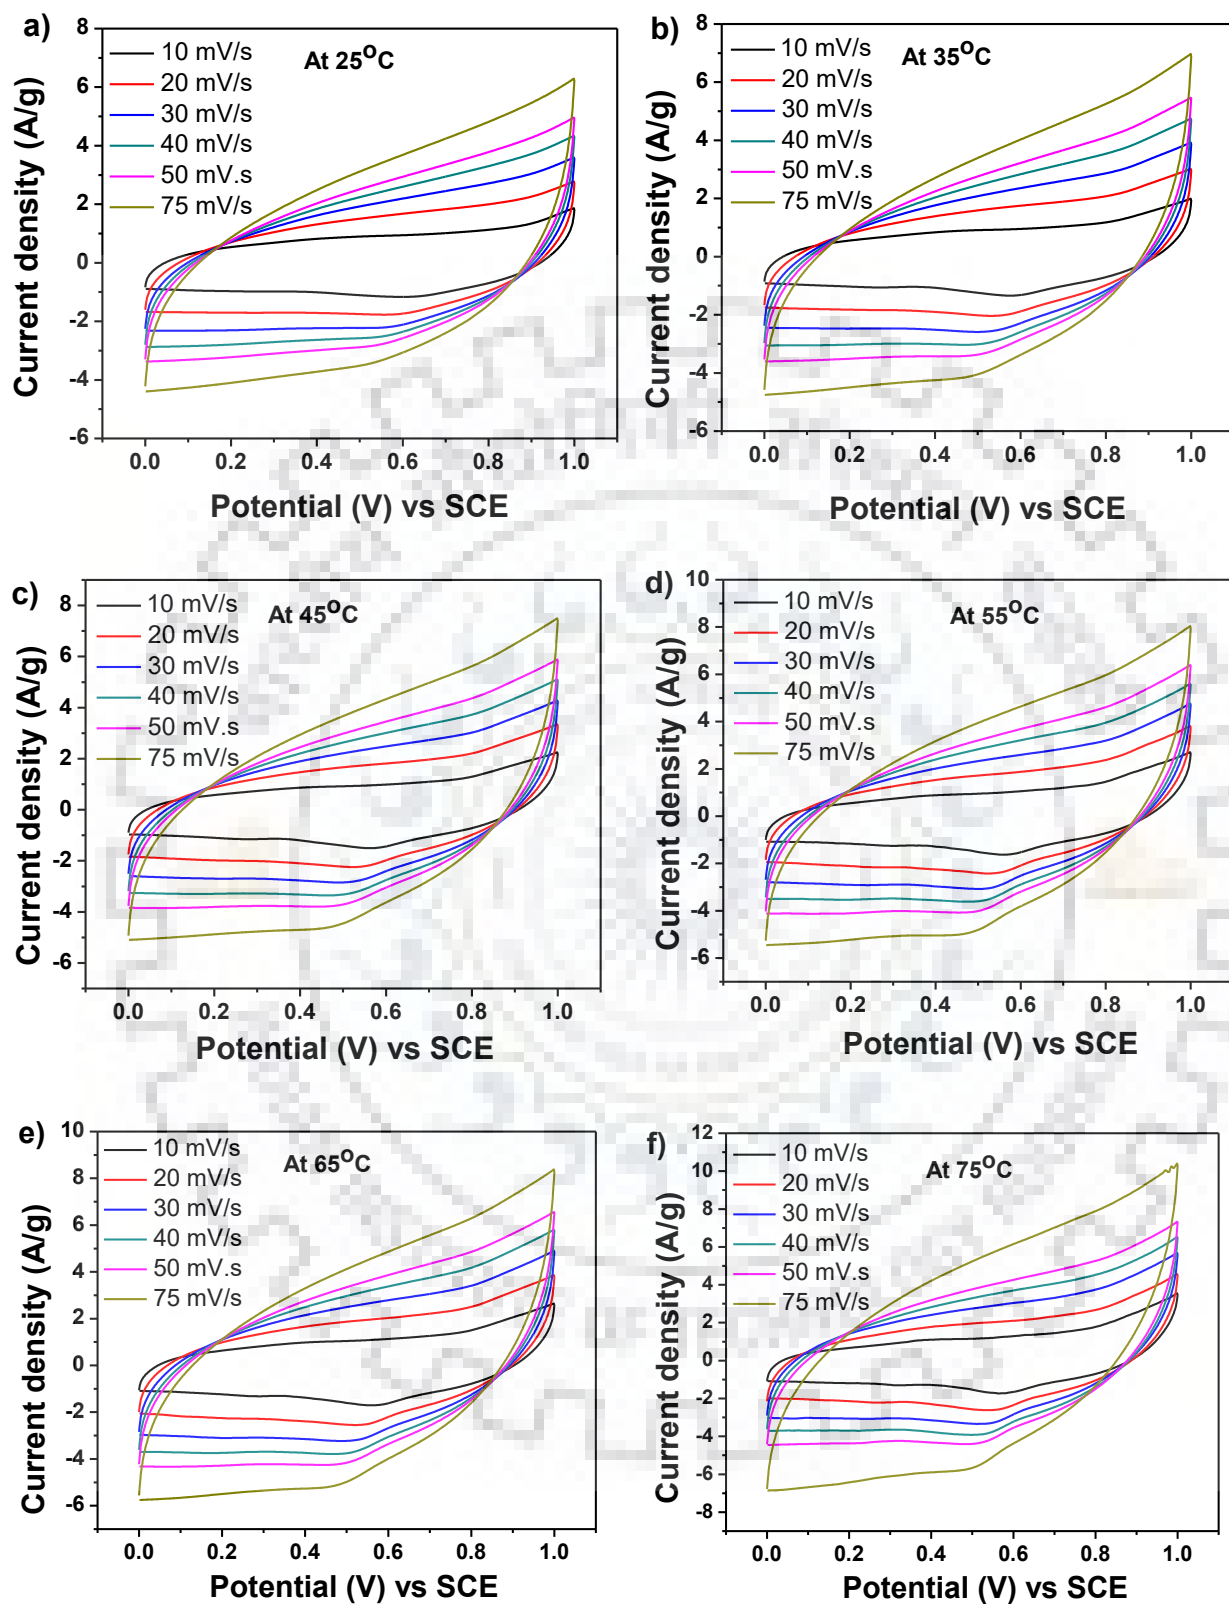 a)
At 25°C
10 mV/s
20 mV/s
30 mV/s
40 mV/s
50 mV.s
75 mV/s
Current density (A/g)
8
6
4
2
0
-2
-4
-6
0.0 0.2 0.4 0.6 0.8 1.0
Potential (V) vs SCE
b)
At 35°C
10 mV/s
20 mV/s
30 mV/s
40 mV/s
50 mV.s
75 mV/s
Current density (A/g)
8
6
4
2
0
-2
-4
-6
0.0 0.2 0.4 0.6 0.8 1.0
Potential (V) vs SCE
c)
At 45°C
10 mV/s
20 mV/s
30 mV/s
40 mV/s
50 mV.s
75 mV/s
Current density (A/g)
8
6
4
2
0
-2
-4
-6
0.0 0.2 0.4 0.6 0.8 1.0
Potential (V) vs SCE
d)
At 55°C
10 mV/s
20 mV/s
30 mV/s
40 mV/s
50 mV.s
75 mV/s
Current density (A/g)
10
8
6
4
2
0
-2
-4
-6
0.0 0.2 0.4 0.6 0.8 1.0
Potential (V) vs SCE
e)
At 65°C
10 mV/s
20 mV/s
30 mV/s
40 mV/s
50 mV.s
75 mV/s
Current density (A/g)
10
8
6
4
2
0
-2
-4
-6
0.0 0.2 0.4 0.6 0.8 1.0
Potential (V) vs SCE
f)
At 75°C
10 mV/s
20 mV/s
30 mV/s
40 mV/s
50 mV.s
75 mV/s
Current density (A/g)
12
10
8
6
4
2
0
-2
-4
-6
-8
0.0 0.2 0.4 0.6 0.8 1.0
Potential (V) vs SCE